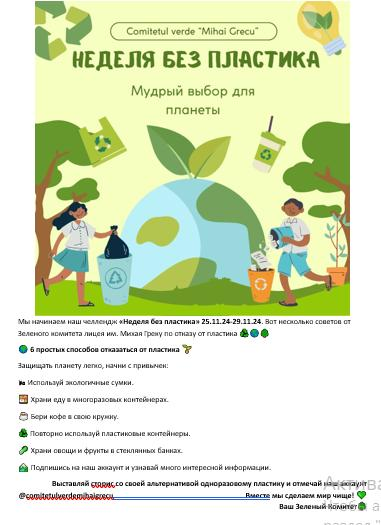 Comitetul verde "Mihai Grecu"
НЕДЕЛЯ БЕЗ ПЛАСТИКА
Мудрый выбор для
планеты
Мы начинаем наш челлендж «Неделя без пластика» 25.11.24-29.11.24. Вот несколько советов от
Зеленого комитета лицея им. Михая Греку по отказу от пластика
6 простых способов отказаться от пластика
Защищать планету легко, начни с привычек:
Используй экологичные сумки.
Храни еду в многоразовых контейнерах.
Бери кофе в свою кружку.
Повторно используй пластиковые контейнеры.
Храни овощи и фрукты в стеклянных банках.
Подпишись на наш аккаунт и узнавай много интересной информации.
Выставляй сторис со своей альтернативой одноразовому пластику и отмечай наш аккаунт
@comitetulverdemihaigrecu Вместе мы сделаем мир чище!
Ваш Зеленый Комитет